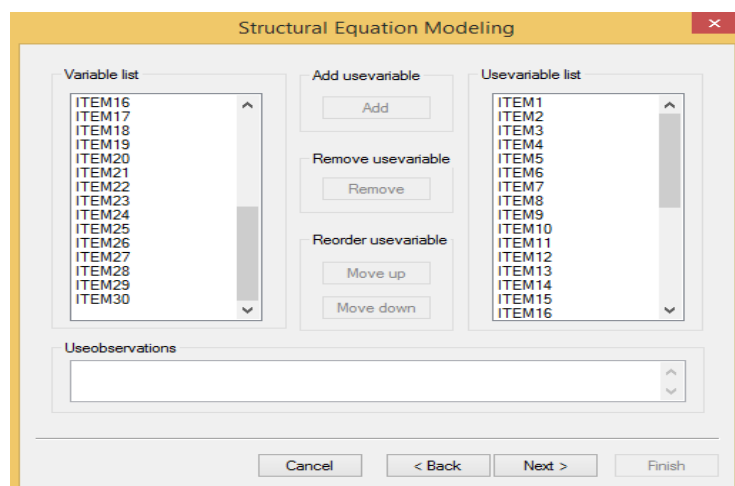 Structural Equation Modeling
Variable list
ITEM16
ITEM17
ITEM18
ITEM19
ITEM20
ITEM21
ITEM22
ITEM23
ITEM24
ITEM25
ITEM26
ITEM27
ITEM28
ITEM29
ITEM30
Add usevariable
Add
Remove usevariable
Remove
Reorder usevariable
Move up
Move down
Usevariable list
ITEM1
ITEM2
ITEM3
ITEM4
ITEM5
ITEM6
ITEM7
ITEM8
ITEM9
ITEM10
ITEM11
ITEM12
ITEM13
ITEM14
ITEM15
ITEM16
Useobservations
Cancel
< Back
Next >
Finish